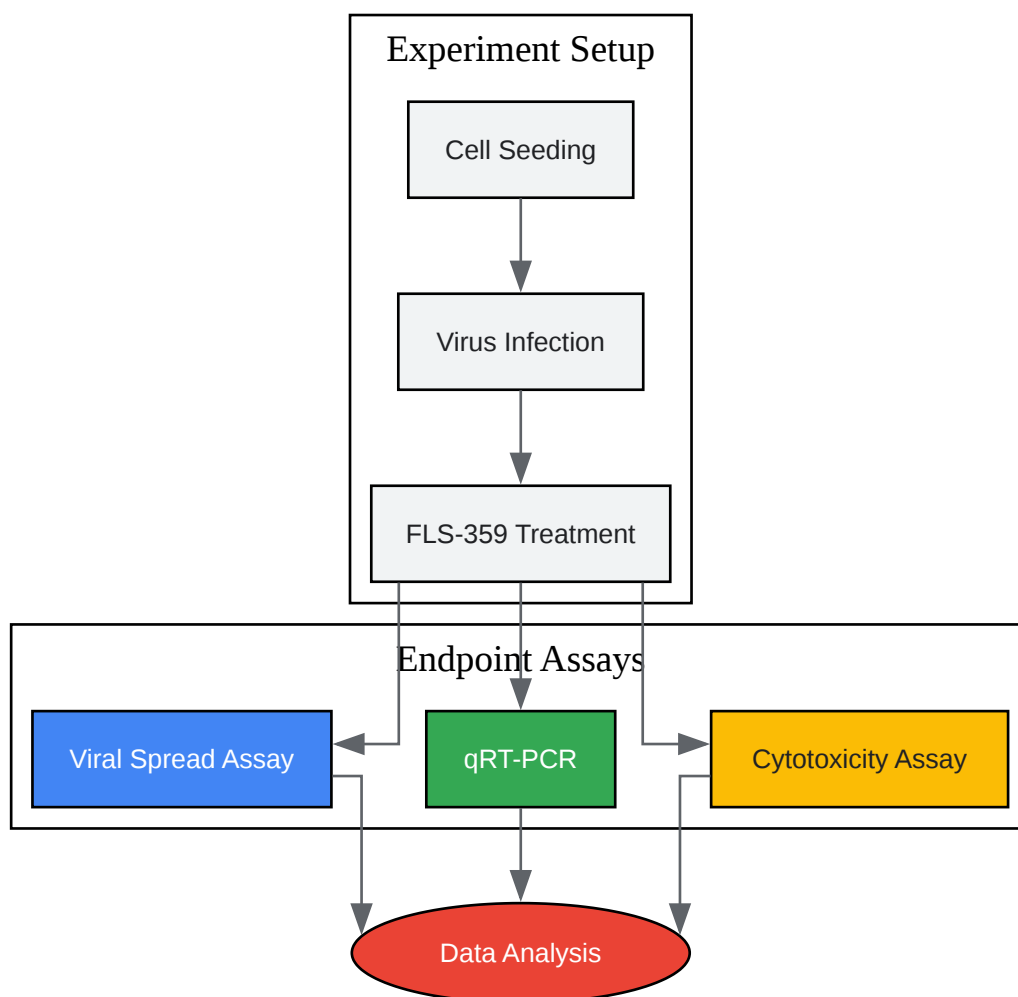 Experiment Setup
Cell Seeding
Virus Infection
FLS-359 Treatment
Endpoint Assays
Viral Spread Assay
qRT-PCR
Cytotoxicity Assay
Data Analysis